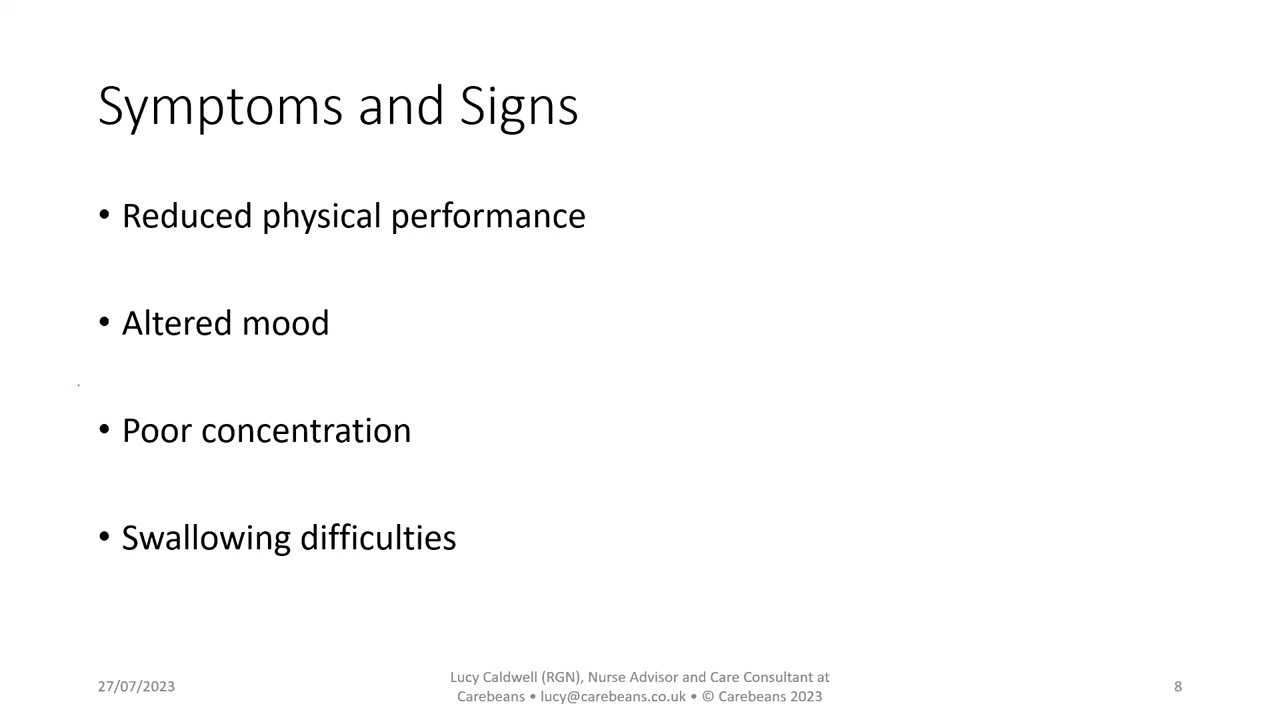 Symptoms and Signs
• Reduced physical performance
• Altered mood
• Poor concentration
• Swallowing difficulties
27/07/2023
Lucy Caldwell (RGN), Nurse Advisor and Care Consultant at
Carebeans • lucy@carebeans.co.uk • © Carebeans 2023
8